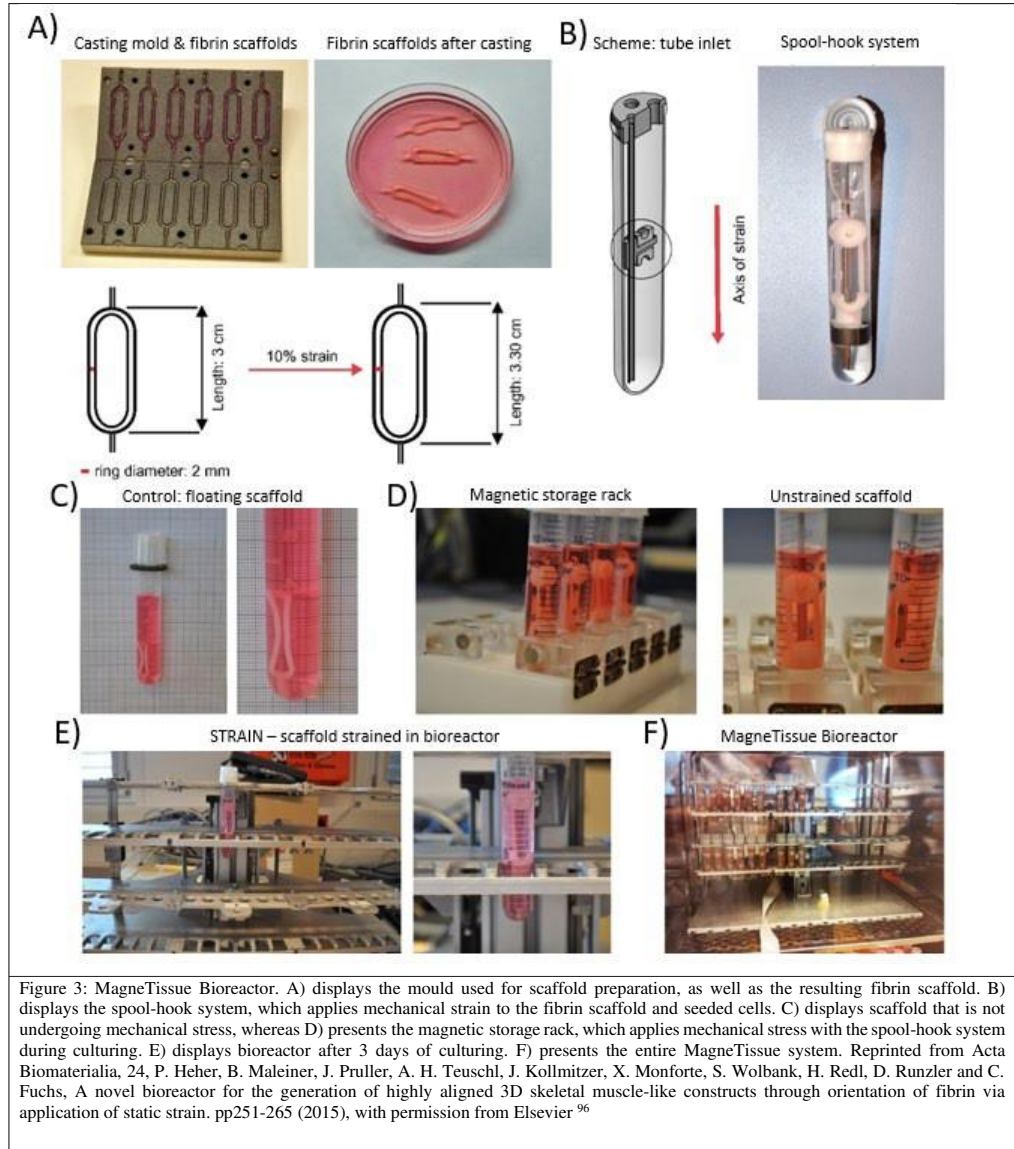 A)
Casting mold & fibrin scaffolds
Fibrin scaffolds after casting
B)
Scheme: tube inlet
Spool-hook system
Axis of strain
Length: 3 cm
10% strain
Length: 3.30 cm
ring diameter: 2 mm
C)
Control: floating scaffold
D)
Magnetic storage rack
Unstrained scaffold
E)
STRAIN – scaffold strained in bioreactor
F)
MagneTissue Bioreactor
Figure 3: MagneTissue Bioreactor. A) displays the mould used for scaffold preparation, as well as the resulting fibrin scaffold. B)
displays the spool-hook system, which applies mechanical strain to the fibrin scaffold and seeded cells. C) displays scaffold that is not
undergoing mechanical stress, whereas D) presents the magnetic storage rack, which applies mechanical stress with the spool-hook system
during culturing. E) displays bioreactor after 3 days of culturing. F) presents the entire MagneTissue system. Reprinted from Acta
Biomaterialia, 24, P. Heher, B. Maleiner, J. Pruller, A. H. Teuschl, J. Kollmitzer, X. Monforte, S. Wolbank, H. Redl, D. Runzler and C.
Fuchs, A novel bioreactor for the generation of highly aligned 3D skeletal muscle-like constructs through orientation of fibrin via
application of static strain. pp251-265 (2015), with permission from Elsevier 96